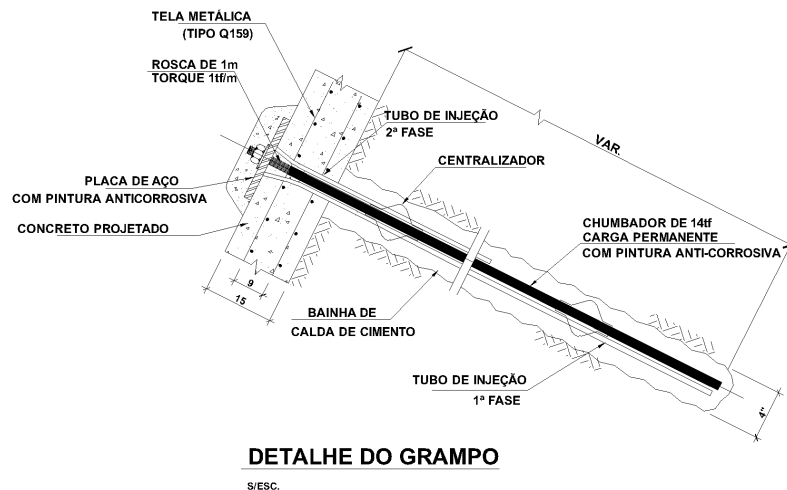 TELA METÁLICA
(TIPO Q159)
ROSCA DE 1m
TORQUE 1tf/m
TUBO DE INJEÇÃO
2ª FASE
VAR.
CENTRALIZADOR
PLACA DE AÇO
COM PINTURA ANTICORROSIVA
CONCRETO PROJETADO
CHUMBADOR DE 14tf
CARGA PERMANENTE
COM PINTURA ANTI-CORROSIVA
9
15
BAINHA DE
CALDA DE CIMENTO
TUBO DE INJEÇÃO
1ª FASE
4"
DETALHE DO GRAMPO
S/ESC.